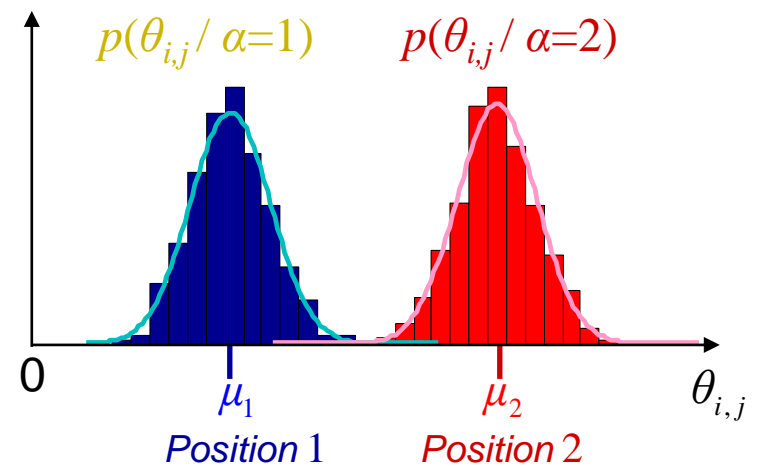 p(θi,j / α=1) p(θi,j / α=2)
0 μ1 μ2 θi,j
Position 1 Position 2